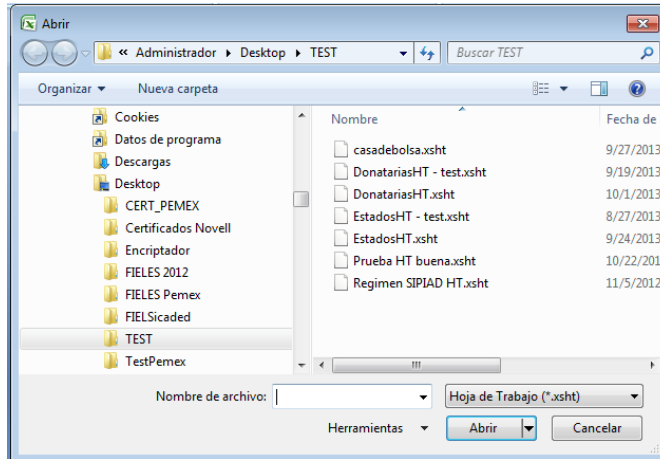 Abrir
« Administrador ▸ Desktop ▸ TEST
Buscar TEST
Organizar
Nueva carpeta
Cookies
Datos de programa
Descargas
Desktop
CERT_PEMEX
Certificados Novell
Encriptador
FIELES 2012
FIELES Pemex
FIELSicaded
TEST
TestPemex
Nombre
Fecha de
casadebolsa.xsht
9/27/2013
DonatariasHT - test.xsht
9/19/2013
DonatariasHT.xsht
10/1/2013
EstadosHT - test.xsht
8/27/2013
EstadosHT.xsht
9/24/2013
Prueba HT buena.xsht
10/22/201
Regimen SIPIAD HT.xsht
11/5/2012
Nombre de archivo:
Hoja de Trabajo (*.xsht)
Herramientas
Abrir
Cancelar